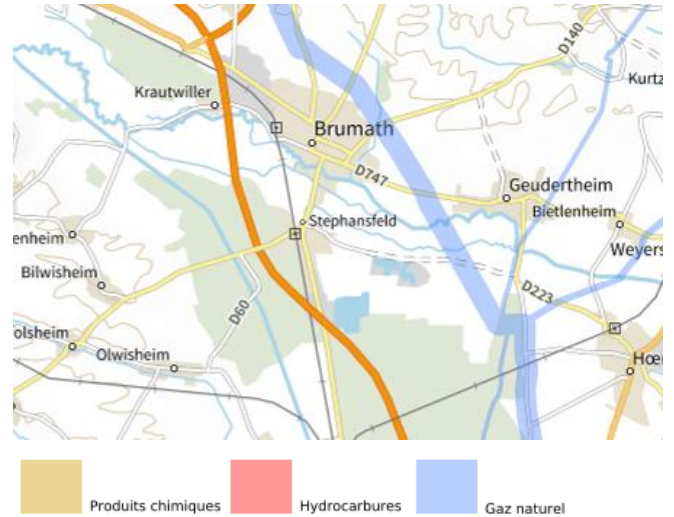 D140
Kurtz
Krautwiller
Brumath
D747
Geudertheim
Bietlenheim
Stephansfeld
enheim
Weyers
Bilwisheim
D223
D60
olsheim
Olwisheim
Hœr
Produits chimiques
Hydrocarbures
Gaz naturel